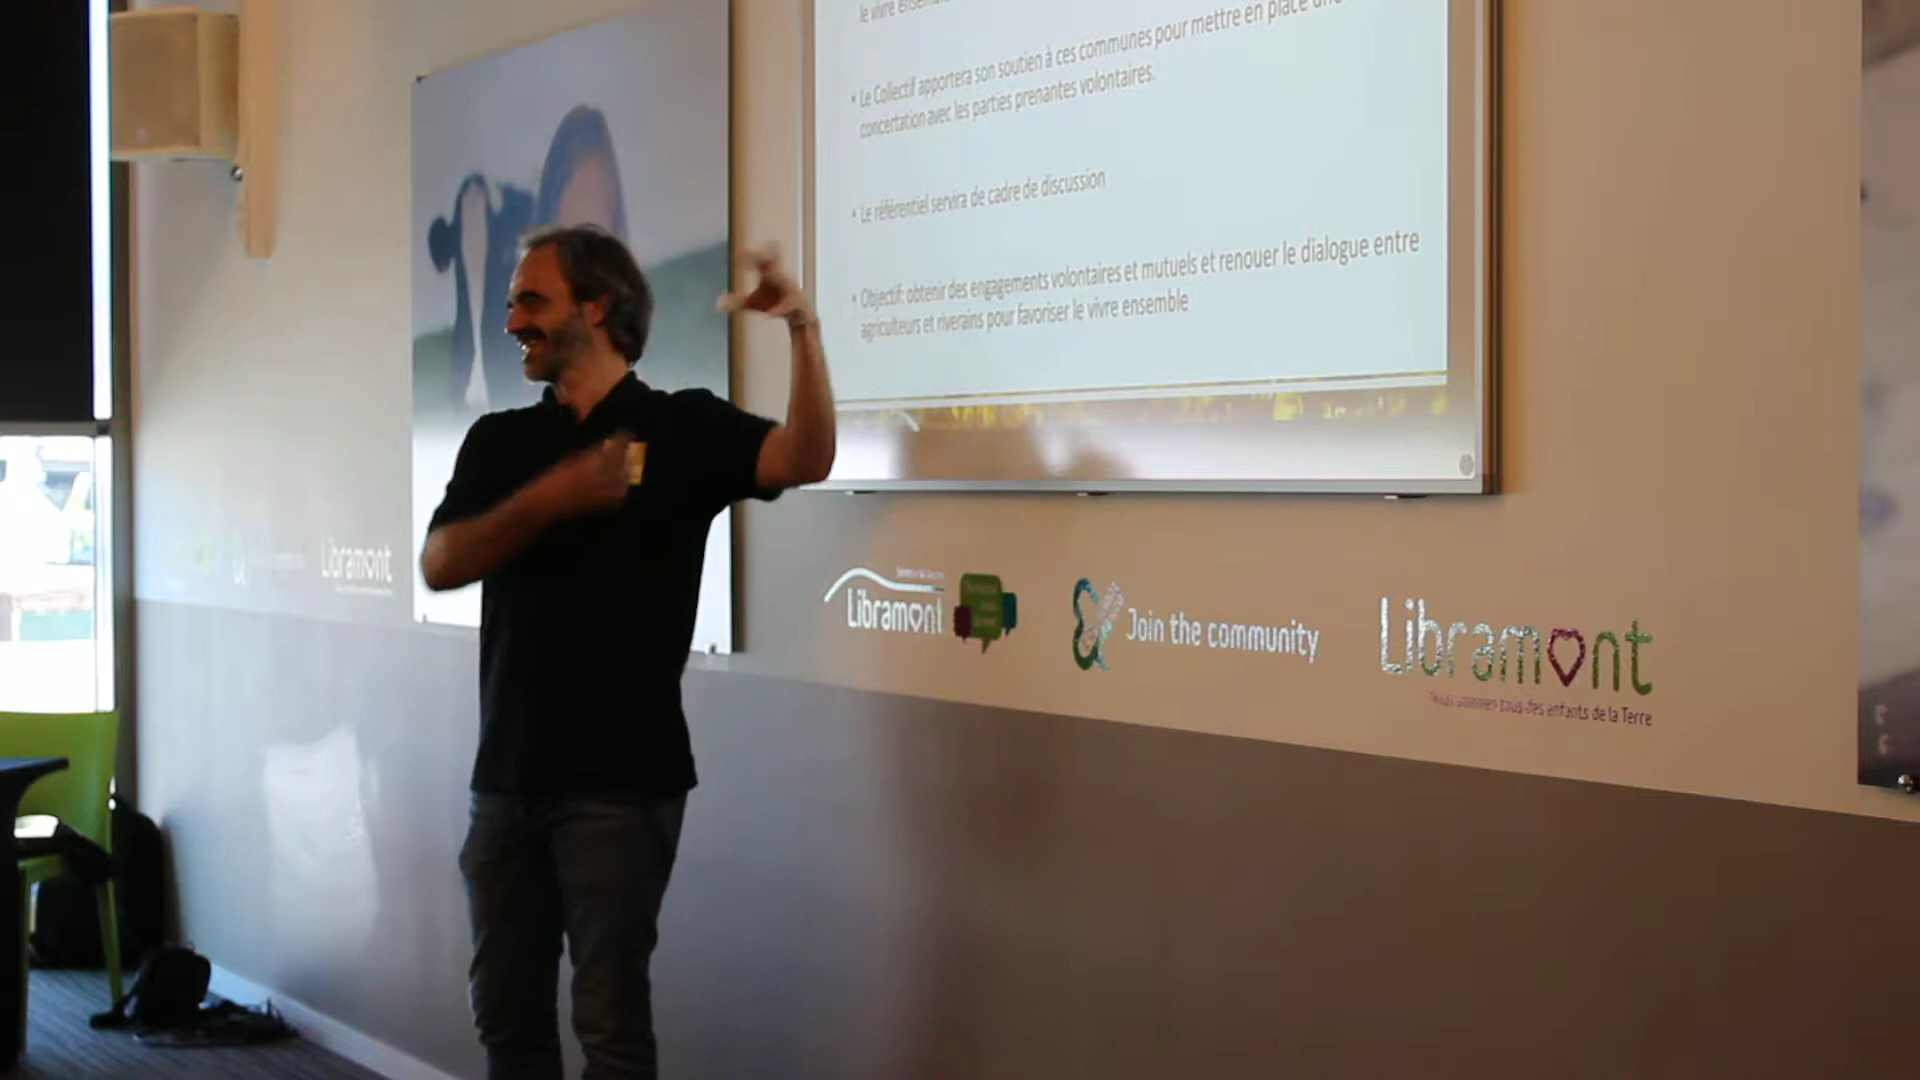 le vivre ensemble
• Le Collectif apportera son soutien à ces communes pour mettre en place une
concertation avec les parties prenantes volontaires.
• Le référentiel servira de cadre de discussion
• Objectif: obtenir des engagements volontaires et mutuels et renouer le dialogue entre
agriculteurs et riverains pour favoriser le vivre ensemble
Libramont
Libramont
Join the community
Libramont
Nous sommes tous des enfants de la Terre